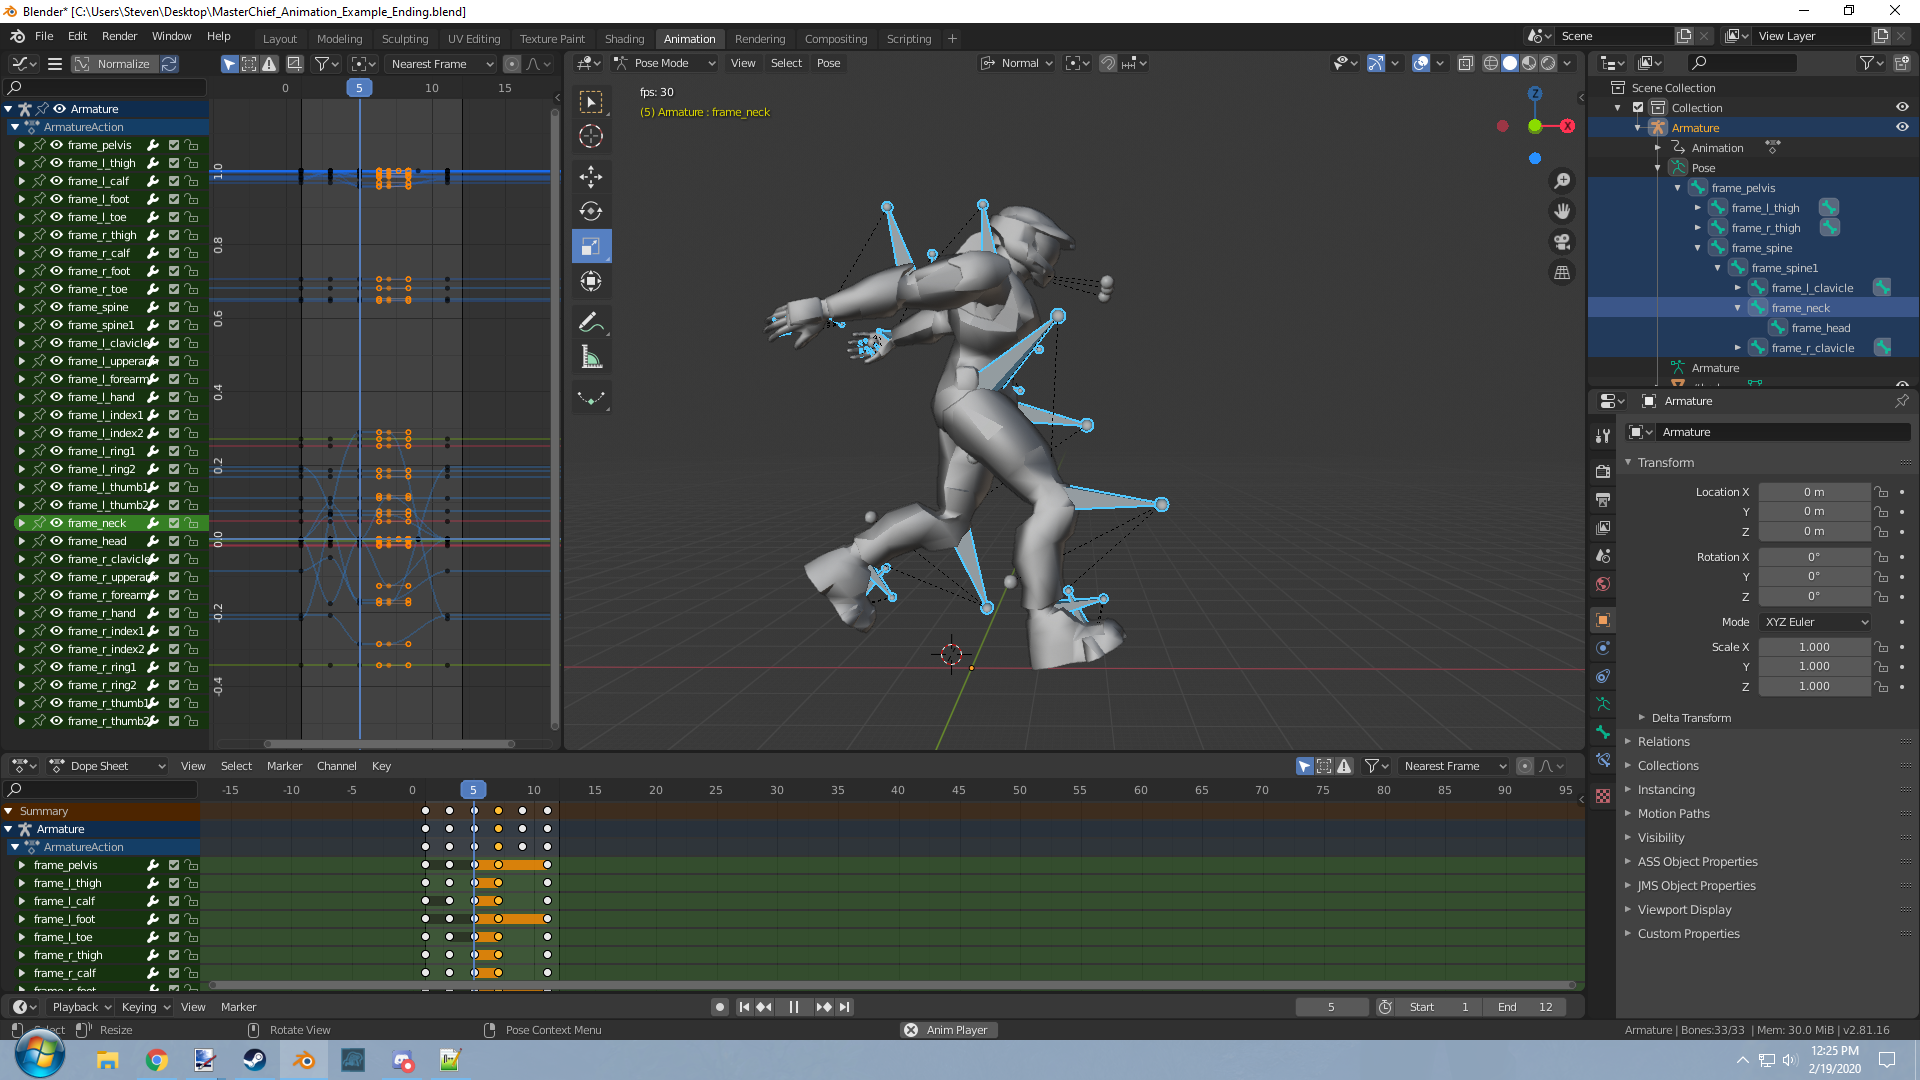 Blender* [C:\Users\Steven\Desktop\MasterChief_Animation_Example_Ending.blend]
File Edit Render Window Help
Layout Modeling Sculpting UV Editing Texture Paint Shading Animation Rendering Compositing Scripting +
Scene View Layer
Normalize Nearest Frame
Pose Mode View Select Pose Normal
0 5 10 15
Armature
ArmatureAction
frame_pelvis
frame_l_thigh
frame_l_calf
frame_l_foot
frame_l_toe
frame_r_thigh
frame_r_calf
frame_r_foot
frame_r_toe
frame_spine
frame_spine1
frame_l_clavicle
frame_l_upperar
frame_l_forearm
frame_l_hand
frame_l_index1
frame_l_index2
frame_l_ring1
frame_l_ring2
frame_l_thumb1
frame_l_thumb2
frame_neck
frame_head
frame_r_clavicle
frame_r_upperar
frame_r_forearm
frame_r_hand
frame_r_index1
frame_r_index2
frame_r_ring1
frame_r_ring2
frame_r_thumb1
frame_r_thumb2
1.0
0.8
0.6
0.4
0.2
0.0
-0.2
-0.4
fps: 30
(5) Armature : frame_neck
Z
X
Scene Collection
Collection
Armature
Animation
Pose
frame_pelvis
frame_l_thigh
frame_r_thigh
frame_spine
frame_spine1
frame_l_clavicle
frame_neck
frame_head
frame_r_clavicle
Armature
Armature
Armature
Transform
Location X 0 m
Y 0 m
Z 0 m
Rotation X 0°
Y 0°
Z 0°
Mode XYZ Euler
Scale X 1.000
Y 1.000
Z 1.000
Delta Transform
Relations
Collections
Instancing
Motion Paths
Visibility
ASS Object Properties
JMS Object Properties
Viewport Display
Custom Properties
Dope Sheet View Select Marker Channel Key Nearest Frame
-15 -10 -5 0 5 10 15 20 25 30 35 40 45 50 55 60 65 70 75 80 85 90 95
Summary
Armature
ArmatureAction
frame_pelvis
frame_l_thigh
frame_l_calf
frame_l_foot
frame_l_toe
frame_r_thigh
frame_r_calf
frame_r_foot
Playback Keying View Marker 5 Start 1 End 12
Select Resize Rotate View Pose Context Menu Anim Player Armature | Bones:33/33 | Mem: 30.0 MiB | v2.81.16
12:25 PM
2/19/2020